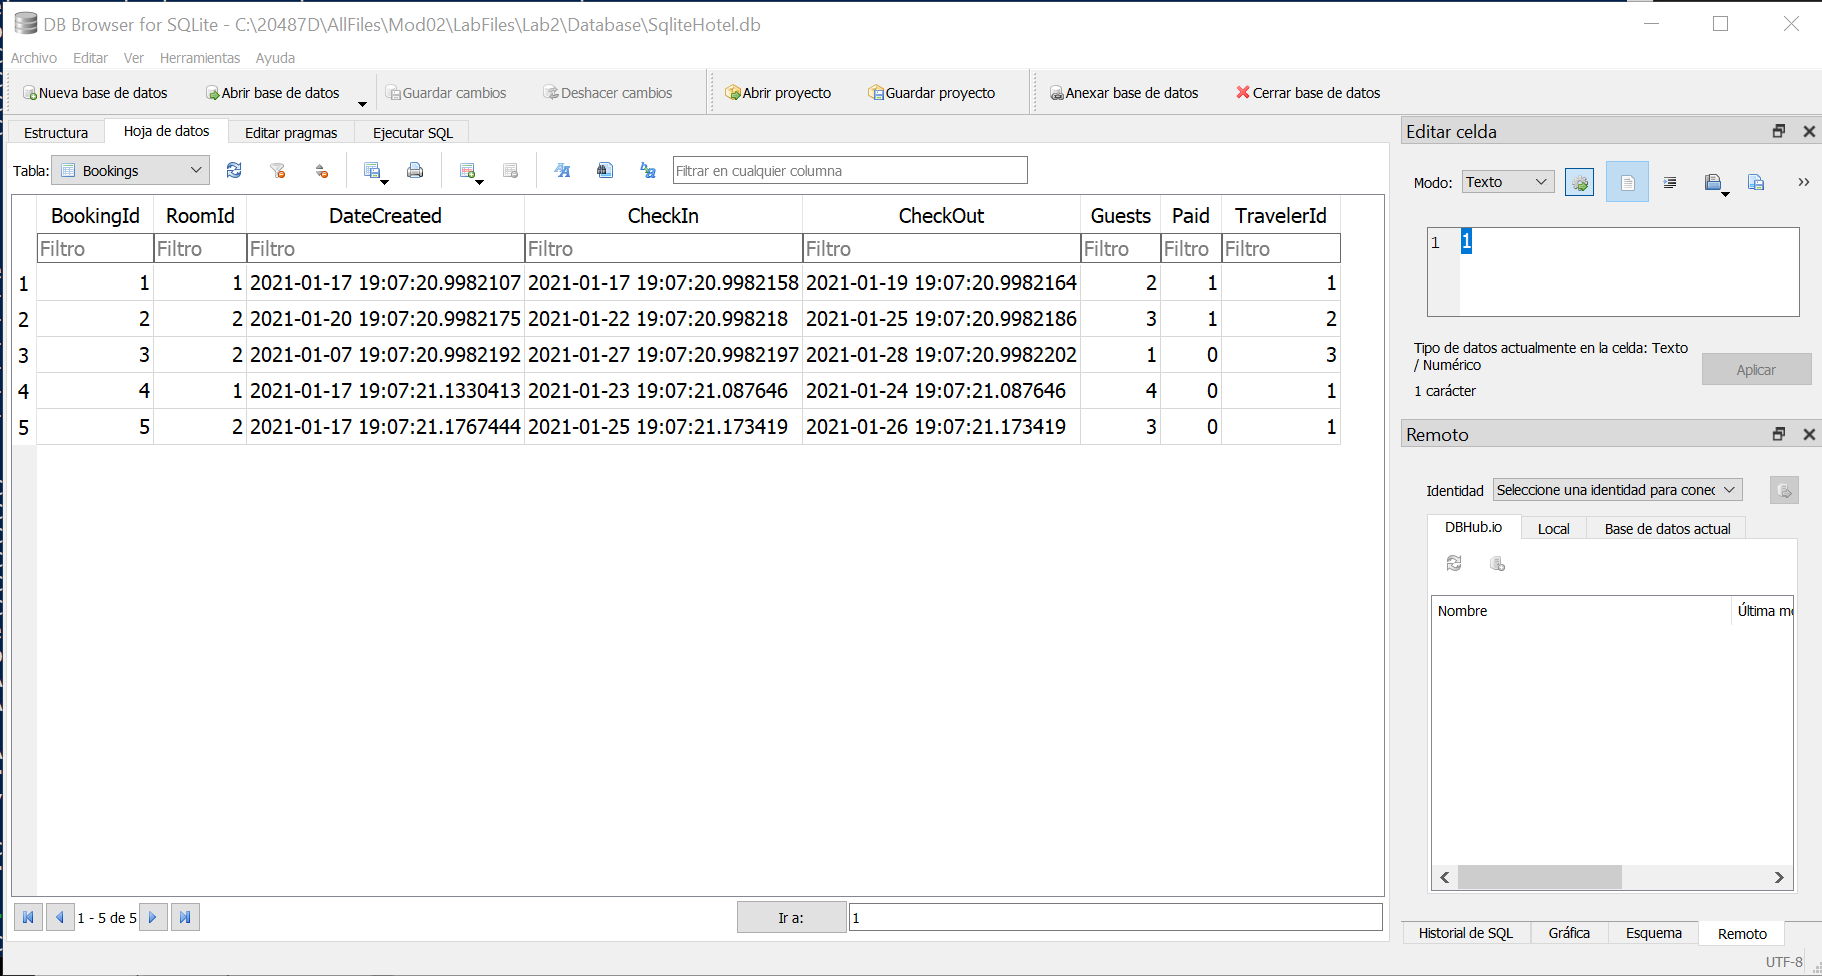 DB Browser for SQLite - C:\20487D\AllFiles\Mod02\LabFiles\Lab2\Database\SqliteHotel.db
Archivo Editar Ver Herramientas Ayuda
Nueva base de datos Abrir base de datos Guardar cambios Deshacer cambios Abrir proyecto Guardar proyecto Anexar base de datos Cerrar base de datos
Estructura Hoja de datos Editar pragmas Ejecutar SQL
Tabla: Bookings Filtrar en cualquier columna
BookingId RoomId DateCreated CheckIn CheckOut Guests Paid TravelerId
Filtro Filtro Filtro Filtro Filtro Filtro Filtro Filtro
1 1 1 2021-01-17 19:07:20.9982107 2021-01-17 19:07:20.9982158 2021-01-19 19:07:20.9982164 2 1 1
2 2 2 2021-01-20 19:07:20.9982175 2021-01-22 19:07:20.998218 2021-01-25 19:07:20.9982186 3 1 2
3 3 2 2021-01-07 19:07:20.9982192 2021-01-27 19:07:20.9982197 2021-01-28 19:07:20.9982202 1 0 3
4 4 1 2021-01-17 19:07:21.1330413 2021-01-23 19:07:21.087646 2021-01-24 19:07:21.087646 4 0 1
5 5 2 2021-01-17 19:07:21.1767444 2021-01-25 19:07:21.173419 2021-01-26 19:07:21.173419 3 0 1
1 - 5 de 5 Ir a: 1
Editar celda
Modo: Texto
1 1
Tipo de datos actualmente en la celda: Texto
/ Numérico
Aplicar
1 carácter
Remoto
Identidad Seleccione una identidad para conec
DBHub.io Local Base de datos actual
Nombre Última mo
Historial de SQL Gráfica Esquema Remoto
UTF-8